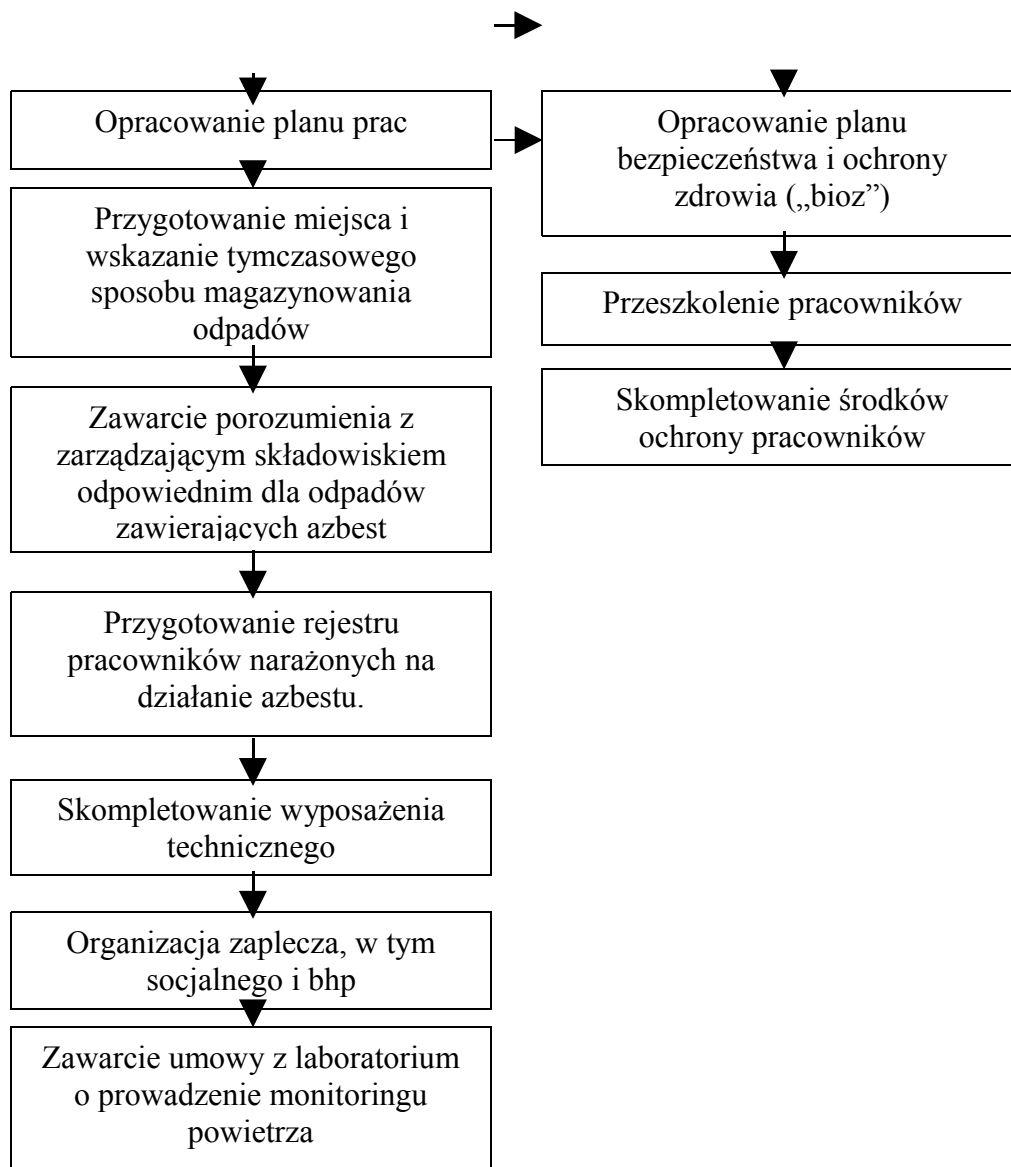 Opracowanie planu prac
Przygotowanie miejsca i
wskazanie tymczasowego
sposobu magazynowania
odpadów
Zawarcie porozumienia z
zarządzającym składowiskiem
odpowiednim dla odpadów
zawierających azbest
Przygotowanie rejestru
pracowników narażonych na
działanie azbestu.
Skompletowanie wyposażenia
technicznego
Organizacja zaplecza, w tym
socjalnego i bhp
Zawarcie umowy z laboratorium
o prowadzenie monitoringu
powietrza
Opracowanie planu
bezpieczeństwa i ochrony
zdrowia („bioz”)
Przeszkolenie pracowników
Skompletowanie środków
ochrony pracowników